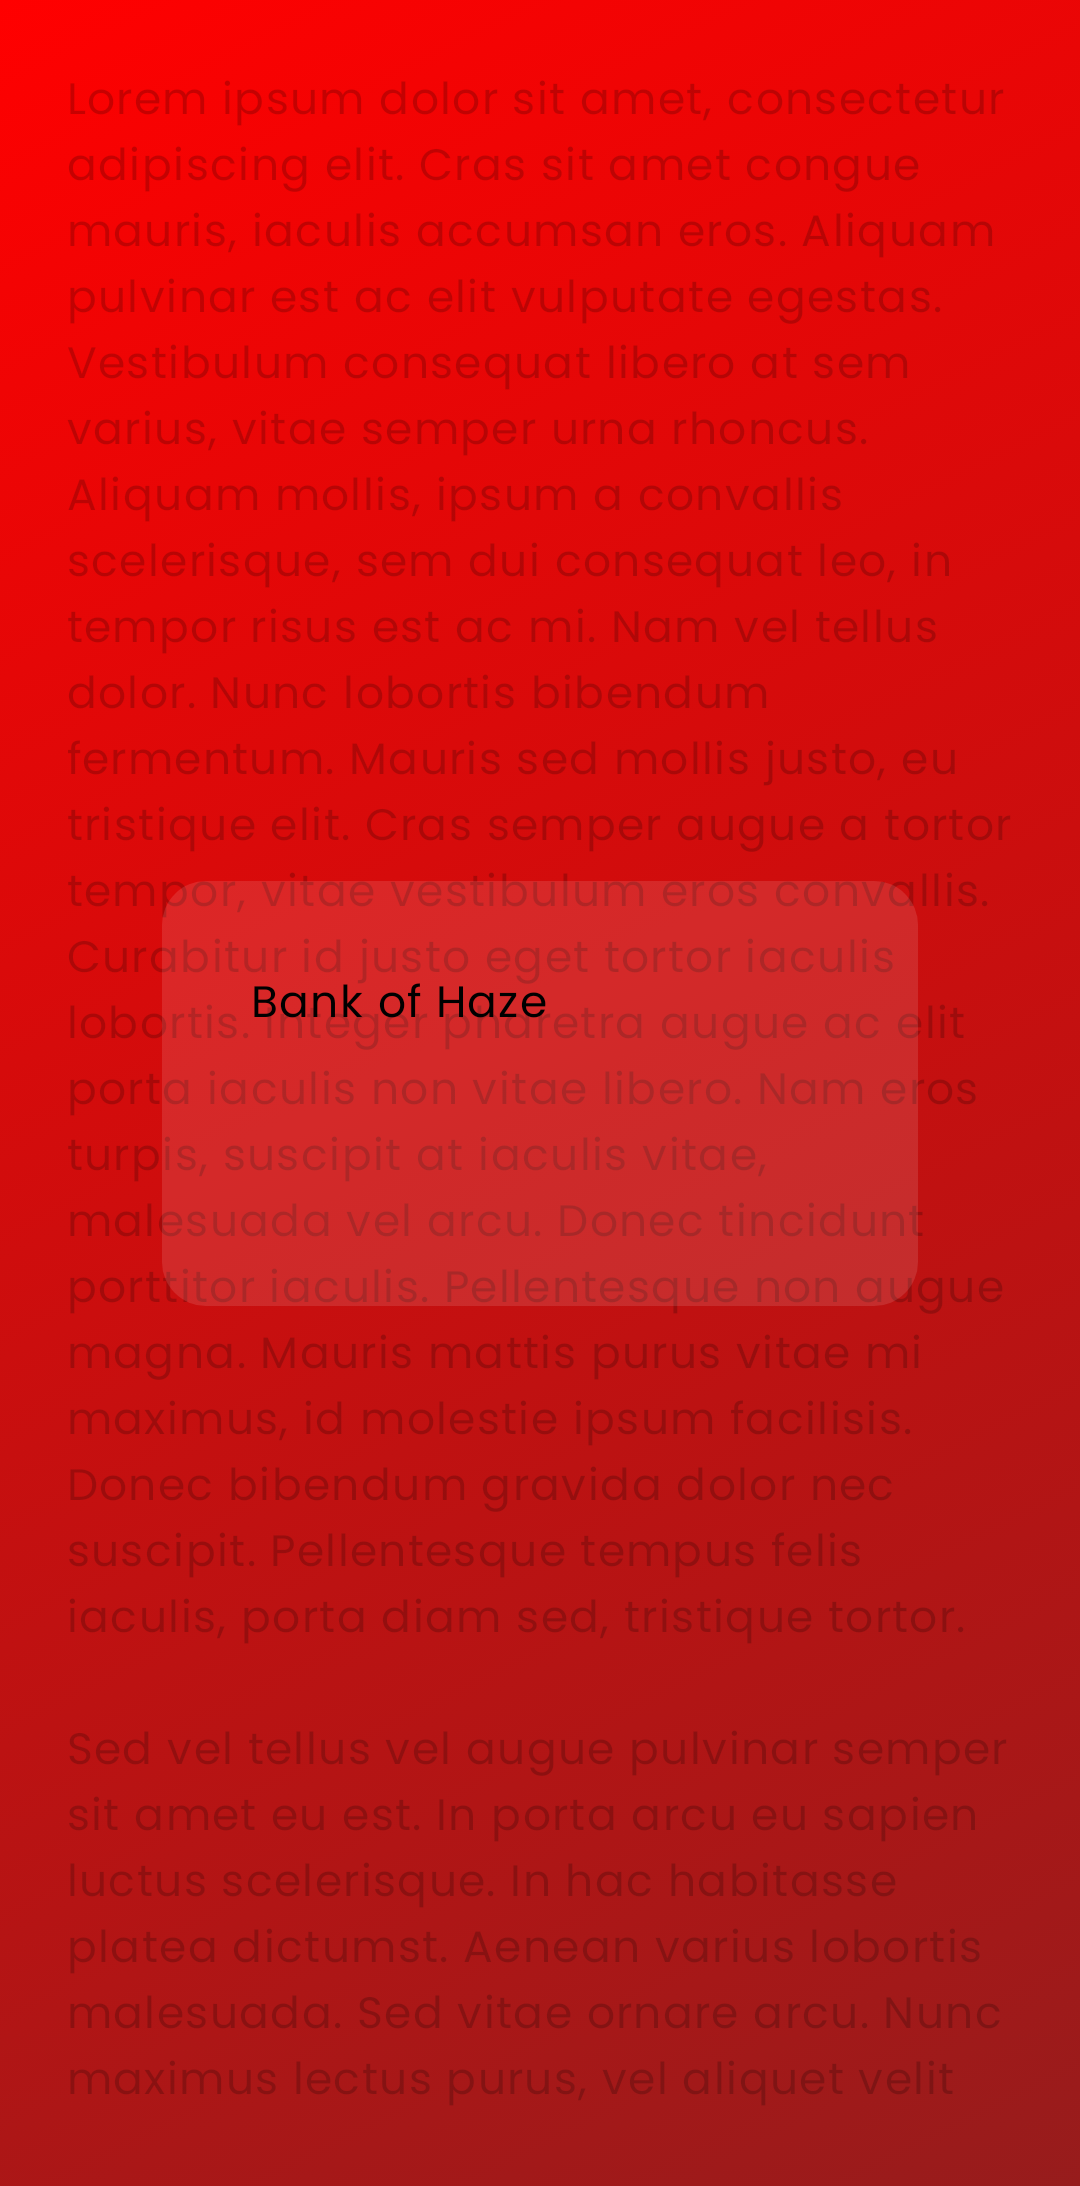 Lorem ipsum dolor sit amet, consectetur
adipiscing elit. Cras sit amet congue
mauris, iaculis accumsan eros. Aliquam
pulvinar est ac elit vulputate egestas.
Vestibulum consequat libero at sem
varius, vitae semper urna rhoncus.
Aliquam mollis, ipsum a convallis
scelerisque, sem dui consequat leo, in
tempor risus est ac mi. Nam vel tellus
dolor. Nunc lobortis bibendum
fermentum. Mauris sed mollis justo, eu
tristique elit. Cras semper augue a tortor
tempor, vitae vestibulum eros convallis.
Curabitur id justo eget tortor iaculis
Bank of Haze
lobortis. Integer pharetra augue ac elit
porta iaculis non vitae libero. Nam eros
turpis, suscipit at iaculis vitae,
malesuada vel arcu. Donec tincidunt
porttitor iaculis. Pellentesque non augue
magna. Mauris mattis purus vitae mi
maximus, id molestie ipsum facilisis.
Donec bibendum gravida dolor nec
suscipit. Pellentesque tempus felis
iaculis, porta diam sed, tristique tortor.
Sed vel tellus vel augue pulvinar semper
sit amet eu est. In porta arcu eu sapien
luctus scelerisque. In hac habitasse
platea dictumst. Aenean varius lobortis
malesuada. Sed vitae ornare arcu. Nunc
maximus lectus purus, vel aliquet velit